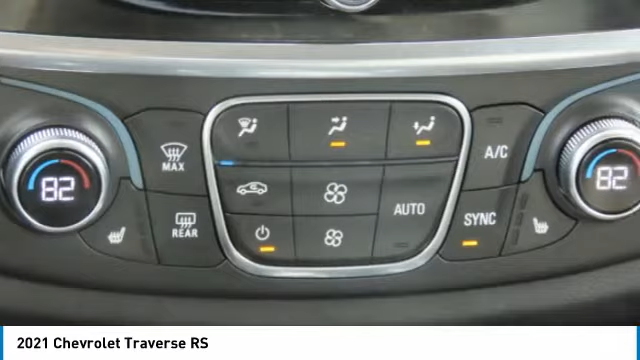 82
MAX
A/C
82
REAR
AUTO
SYNC
2021 Chevrolet Traverse RS